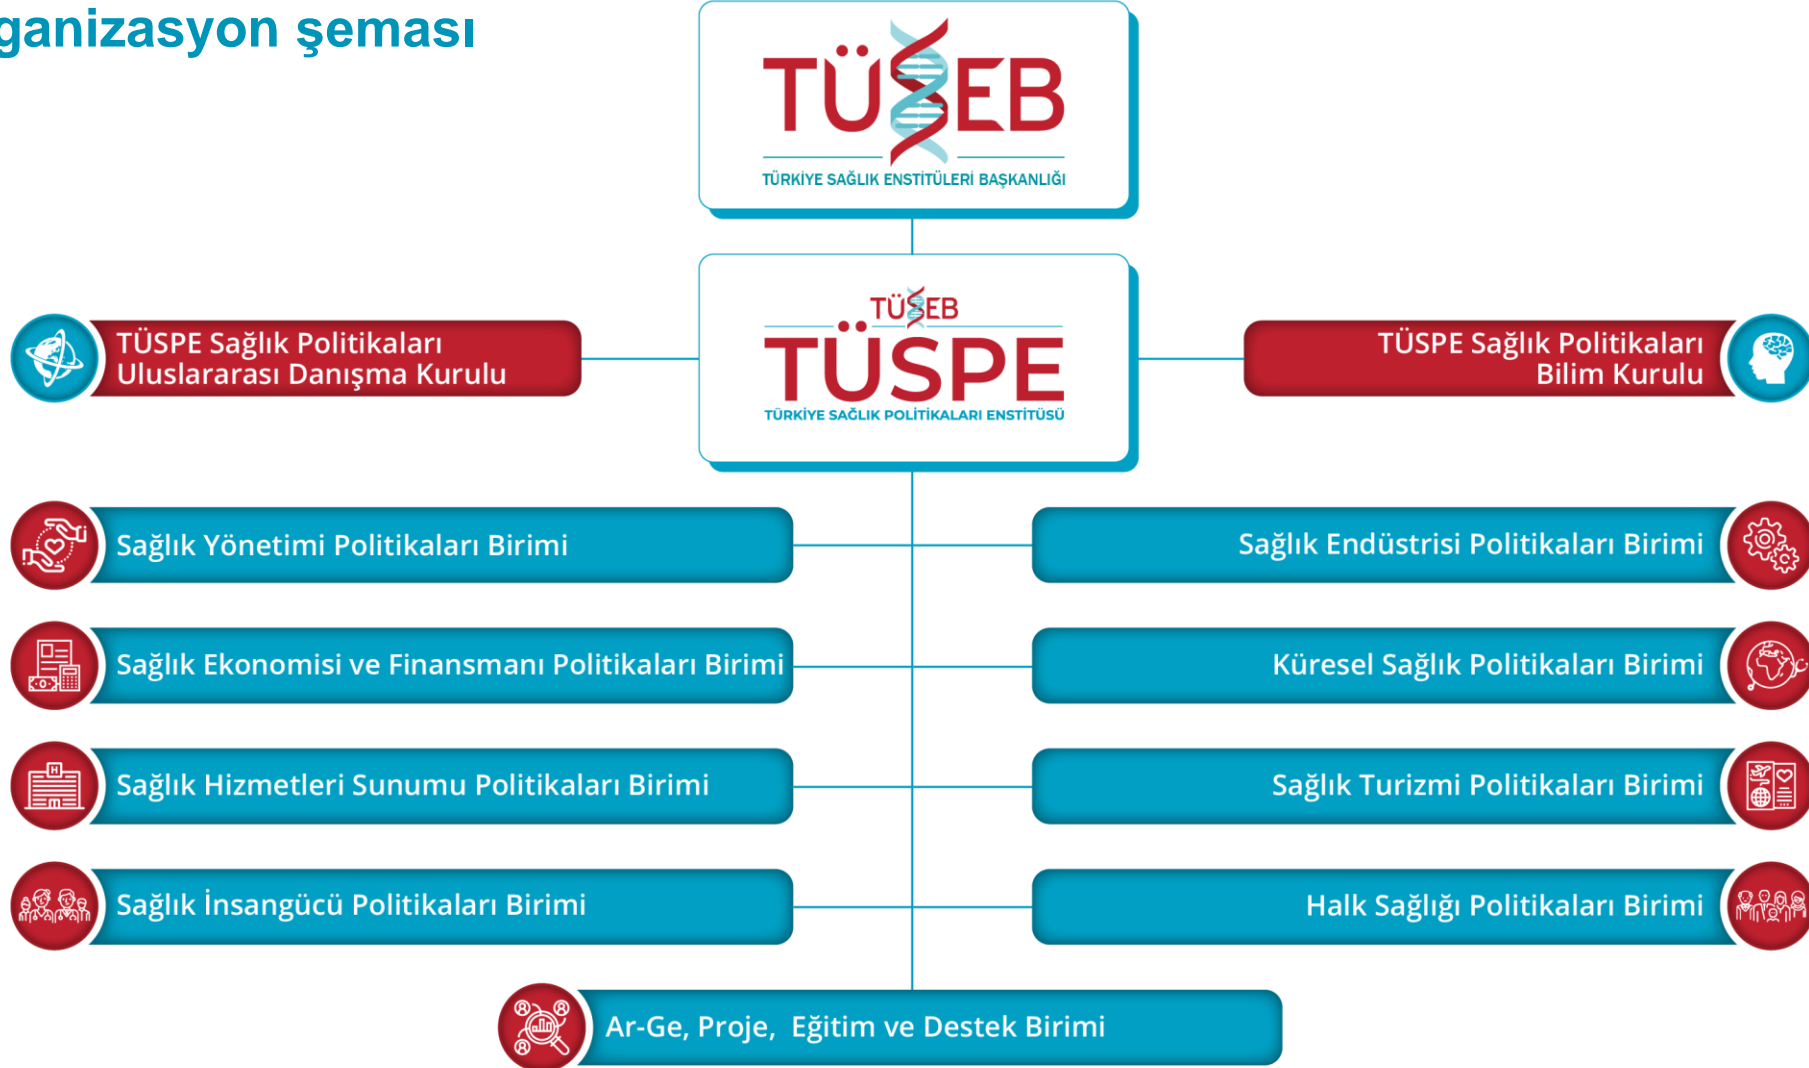 ganizasyon şeması
TÜSEB
TÜRKİYE SAĞLIK ENSTİTÜLERİ BAŞKANLIĞI
TÜSEB
TÜSPE
TÜRKİYE SAĞLIK POLİTİKALARI ENSTİTÜSÜ
TÜSPE Sağlık Politikaları
Uluslararası Danışma Kurulu
TÜSPE Sağlık Politikaları
Bilim Kurulu
Sağlık Yönetimi Politikaları Birimi
Sağlık Endüstrisi Politikaları Birimi
Sağlık Ekonomisi ve Finansmanı Politikaları Birimi
Küresel Sağlık Politikaları Birimi
H
Sağlık Hizmetleri Sunumu Politikaları Birimi
Sağlık Turizmi Politikaları Birimi
Sağlık İnsangücü Politikaları Birimi
Halk Sağlığı Politikaları Birimi
Ar-Ge, Proje,  Eğitim ve Destek Birimi